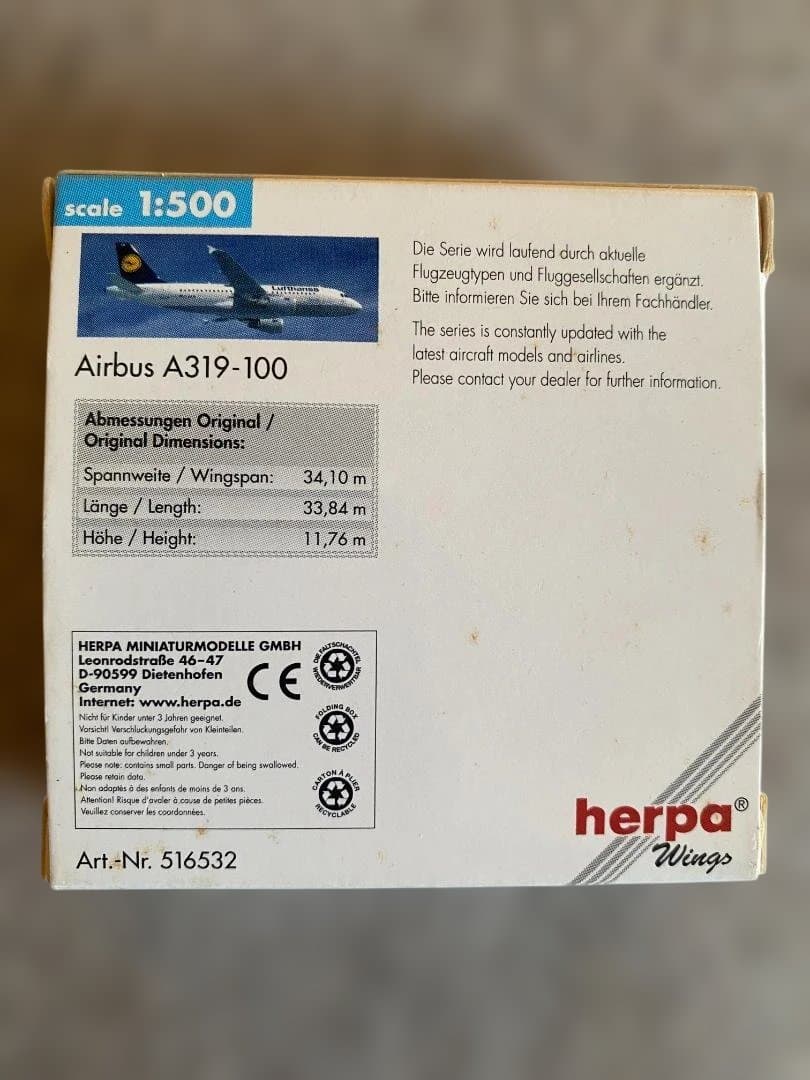 scale 1:500
Lufthansa
Airbus A319-100
Abmessungen Original /
Original Dimensions:
Spannweite / Wingspan: 34,10 m
Länge / Length: 33,84 m
Höhe / Height: 11,76 m
Die Serie wird laufend durch aktuelle
Flugzeugtypen und Fluggesellschaften ergänzt.
Bitte informieren Sie sich bei Ihrem Fachhändler.
The series is constantly updated with the
latest aircraft models and airlines.
Please contact your dealer for further information.
HERPA MINIATURMODELLE GMBH
Leonrodstraße 46-47
D-90599 Dietenhofen
Germany
Internet: www.herpa.de
CE
Nicht für Kinder unter 3 Jahren geeignet.
Vorsicht! Verschluckungsgefahr von Kleinteilen.
Bitte Daten aufbewahren.
Not suitable for children under 3 years.
Please note: contains small parts. Danger of being swallowed.
Please retain data.
Non adaptés à des enfants de moins de 3 ans.
Attention! Risque d'avaler à cause de petites pièces.
Veuillez conserver les coordonnées.
DIE FALTSCHACHTEL
WIEDERVERWERTBAR
FOLDING BOX
CAN BE RECYCLED
CARTON À PLIER
RECYCLABLE
Art.-Nr. 516532
herpa®
Wings